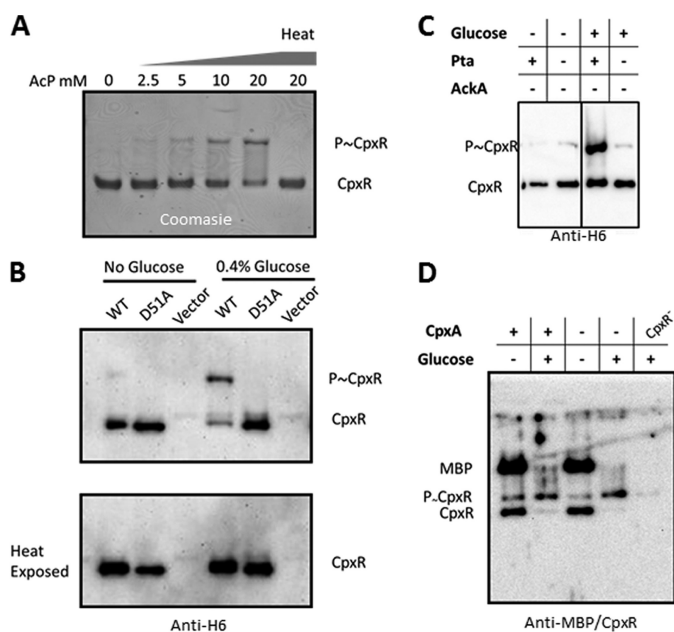 A
Heat
AcP mM 0 2.5 5 10 20 20
P~CpxR
CpxR
Coomasie
B
No Glucose 0.4% Glucose
WT D51A Vector WT D51A Vector
P~CpxR
CpxR
Heat
Exposed
CpxR
Anti-H6
C
Glucose - - + +
Pta + - + -
AckA - - - -
P~CpxR
CpxR
Anti-H6
D
CpxA + + - - CpxR⁻
Glucose - + - + +
MBP
P~CpxR
CpxR
Anti-MBP/CpxR